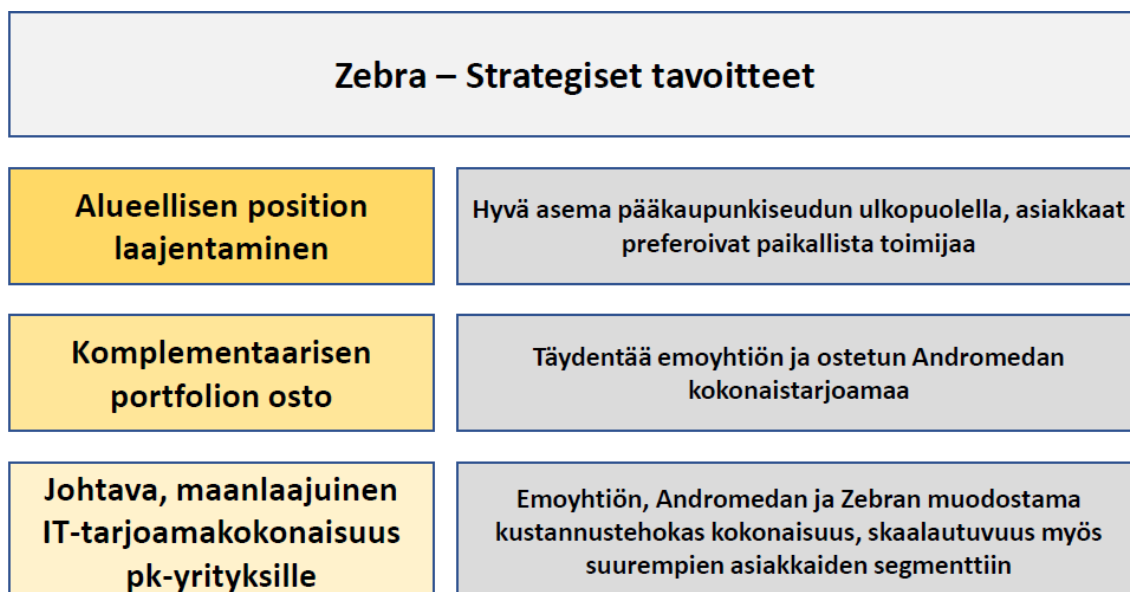 Zebra – Strategiset tavoitteet
Alueellisen position
laajentaminen
Hyvä asema pääkaupunkiseudun ulkopuolella, asiakkaat
preferoivat paikallista toimijaa
Komplementaarisen
portfolion osto
Täydentää emoyhtiön ja ostetun Andromedan
kokonaistarjoamaa
Johtava, maanlaajuinen
IT-tarjoamakokonaisuus
pk-yrityksille
Emoyhtiön, Andromedan ja Zebran muodostama
kustannustehokas kokonaisuus, skaalautuvuus myös
suurempien asiakkaiden segmenttiin